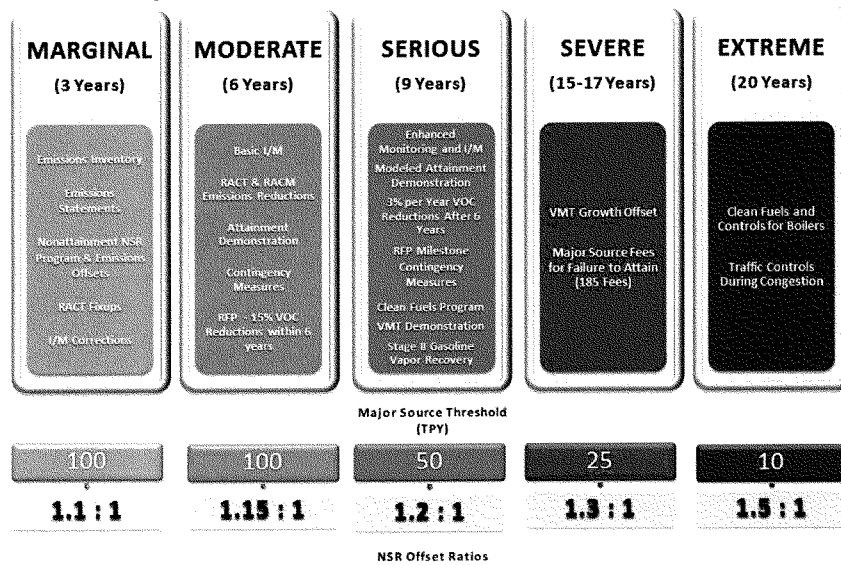 MARGINAL
(3 Years)
Emissions Inventory
Emissions
Statements
Nonattainment NSR
Program & Emissions
Offsets
RACT Fixups
I/M Corrections
MODERATE
(6 Years)
Basic I/M
RACT & RACM
Emissions Reductions
Attainment
Demonstration
Contingency
Measures
RFP - 15% VOC
Reductions within 6
years
SERIOUS
(9 Years)
Enhanced
Monitoring and I/M
Modeled Attainment
Demonstration
3% per Year VOC
Reductions After 6
Years
RFP Milestone
Contingency
Measures
Clean Fuels Program
VMT Demonstration
Stage II Gasoline
Vapor Recovery
SEVERE
(15-17 Years)
VMT Growth Offset
Major Source Fees
for Failure to Attain
(185 Fees)
EXTREME
(20 Years)
Clean Fuels and
Controls for Boilers
Traffic Controls
During Congestion
Major Source Threshold
(TPY)
100
100
50
25
10
1.1 : 1
1.15 : 1
1.2 : 1
1.3 : 1
1.5 : 1
NSR Offset Ratios